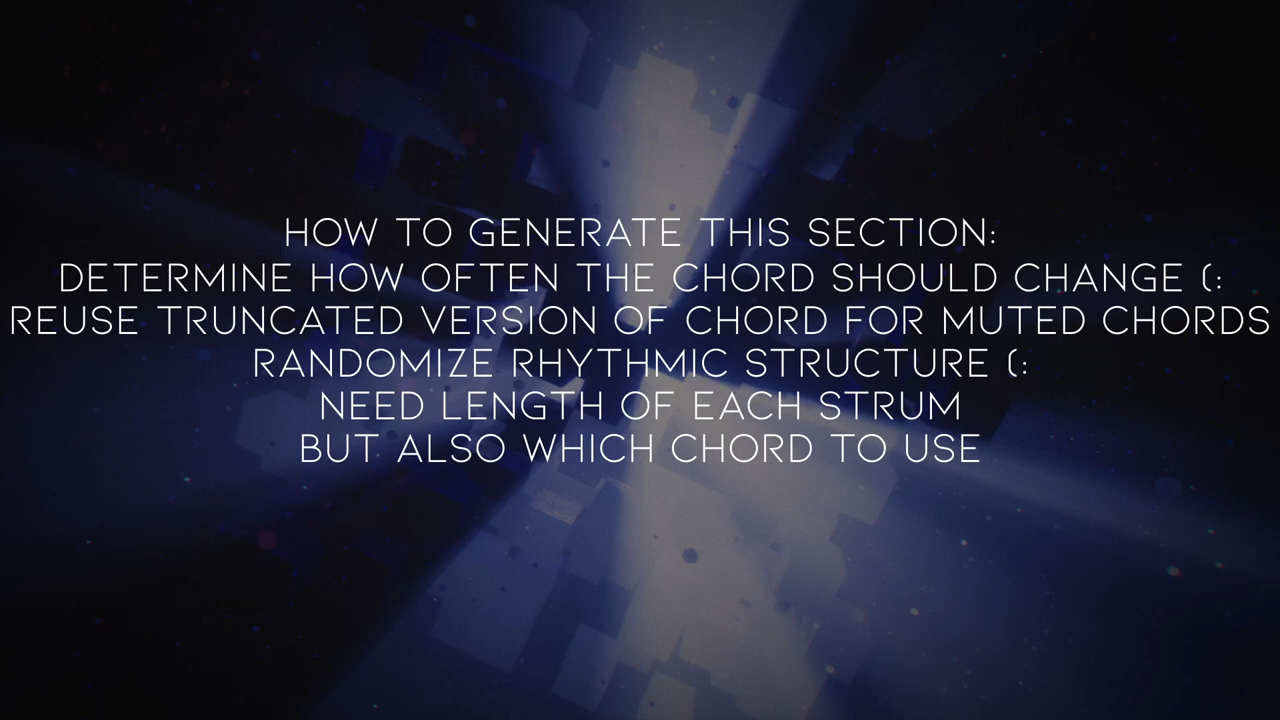 HOW TO GENERATE THIS SECTION:
DETERMINE HOW OFTEN THE CHORD SHOULD CHANGE (:
REUSE TRUNCATED VERSION OF CHORD FOR MUTED CHORDS
RANDOMIZE RHYTHMIC STRUCTURE (:
NEED LENGTH OF EACH STRUM
BUT ALSO WHICH CHORD TO USE